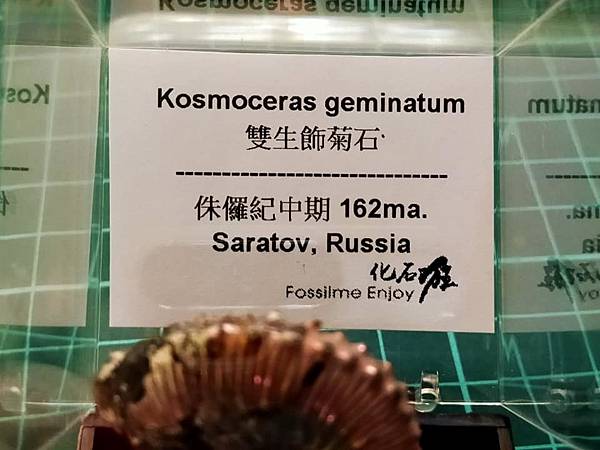 Kosmoceras geminatum
雙生飾菊石
------------------------------
侏儸紀中期 162ma.
Saratov, Russia
化石
Fossilme Enjoy